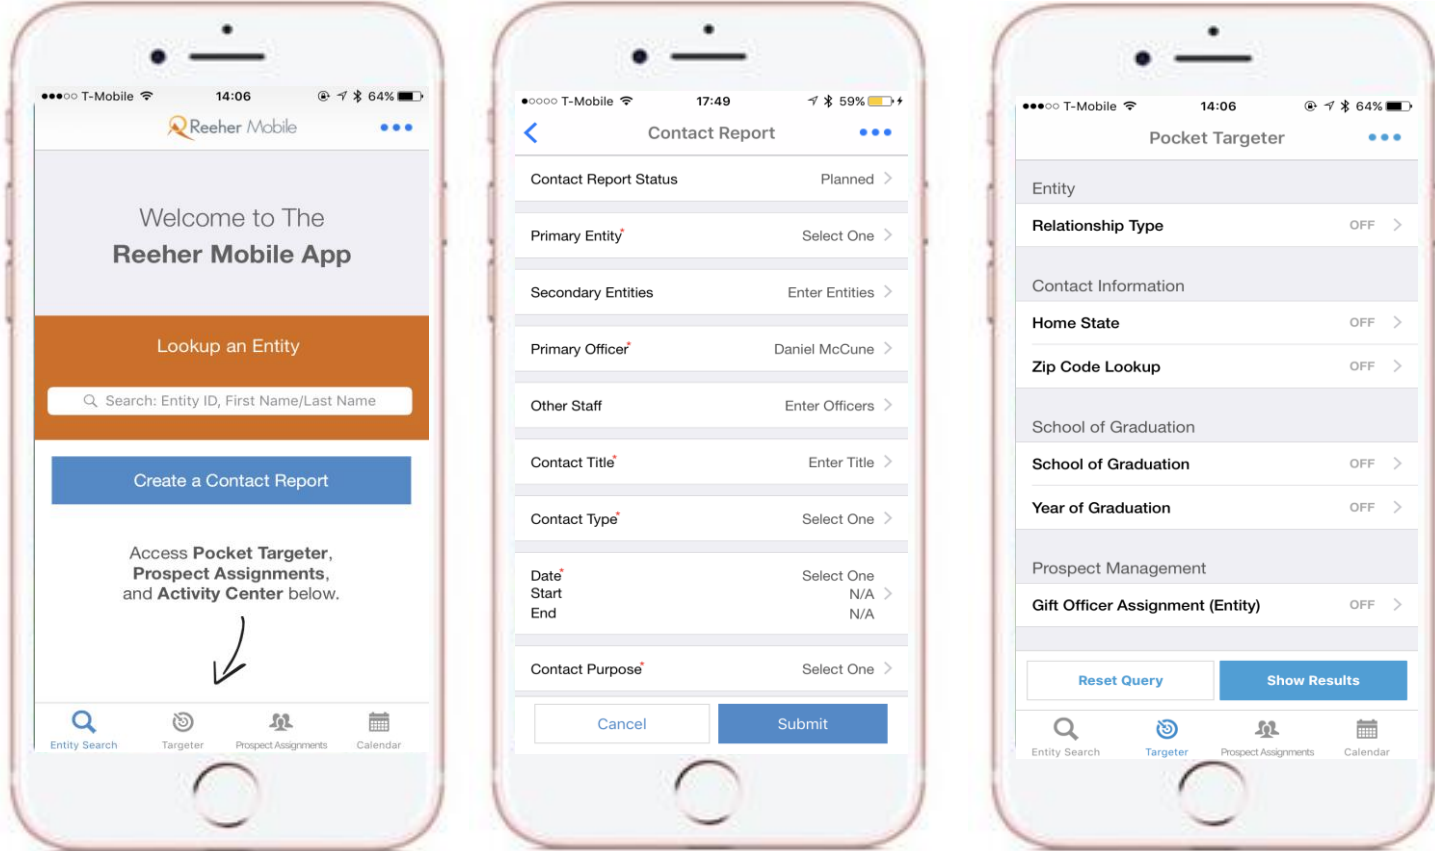 T-Mobile 14:06 64%
Reeher Mobile
Welcome to The
Reeher Mobile App
Lookup an Entity
Search: Entity ID, First Name/Last Name
Create a Contact Report
Access Pocket Targeter,
Prospect Assignments,
and Activity Center below.
Entity Search Targeter Prospect Assignments Calendar
T-Mobile 17:49 59%
Contact Report
Contact Report Status Planned
Primary Entity* Select One
Secondary Entities Enter Entities
Primary Officer* Daniel McCune
Other Staff Enter Officers
Contact Title* Enter Title
Contact Type* Select One
Date* Select One
Start N/A
End N/A
Contact Purpose* Select One
Cancel Submit
T-Mobile 14:06 64%
Pocket Targeter
Entity
Relationship Type OFF
Contact Information
Home State OFF
Zip Code Lookup OFF
School of Graduation
School of Graduation OFF
Year of Graduation OFF
Prospect Management
Gift Officer Assignment (Entity) OFF
Reset Query Show Results
Entity Search Targeter Prospect Assignments Calendar